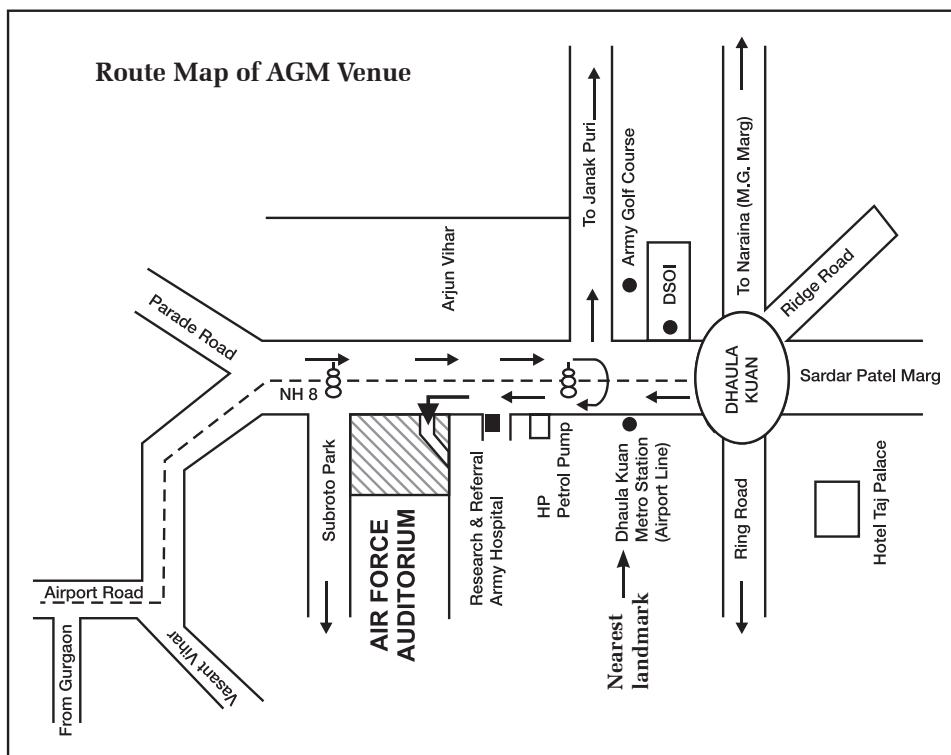 Route Map of AGM Venue
To Janak Puri
Army Golf Course
To Naraina (M.G. Marg)
DSOI
Ridge Road
Arjun Vihar
Parade Road
NH 8
DHAULA
KUAN
Sardar Patel Marg
Subroto Park
AIR FORCE
AUDITORIUM
Research & Referral
Army Hospital
HP
Petrol Pump
Dhaula Kuan
Metro Station
(Airport Line)
Nearest
landmark
Ring Road
Hotel Taj Palace
Airport Road
From Gurgaon
Vasant Vihar